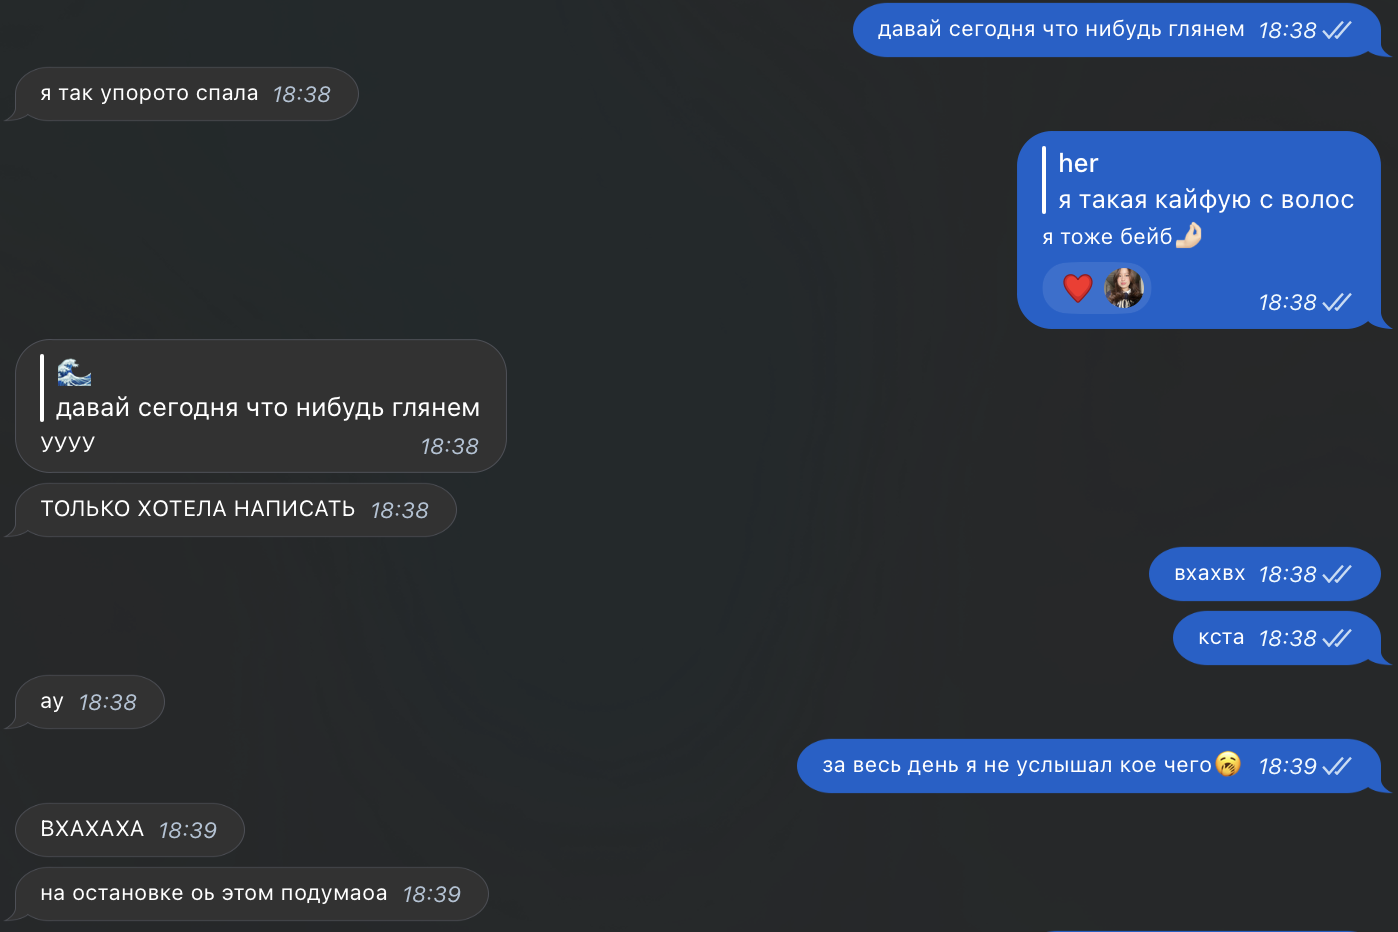 давай сегодня что нибудь глянем 18:38
я так упорото спала 18:38
her
я такая кайфую с волос
я тоже бейб🤌🏻
❤️
18:38
🌊
давай сегодня что нибудь глянем
УУУУ 18:38
ТОЛЬКО ХОТЕЛА НАПИСАТЬ 18:38
вхахвх 18:38
кста 18:38
ау 18:38
за весь день я не услышал кое чего🥱 18:39
ВХАХАХА 18:39
на остановке оь этом подумаоа 18:39